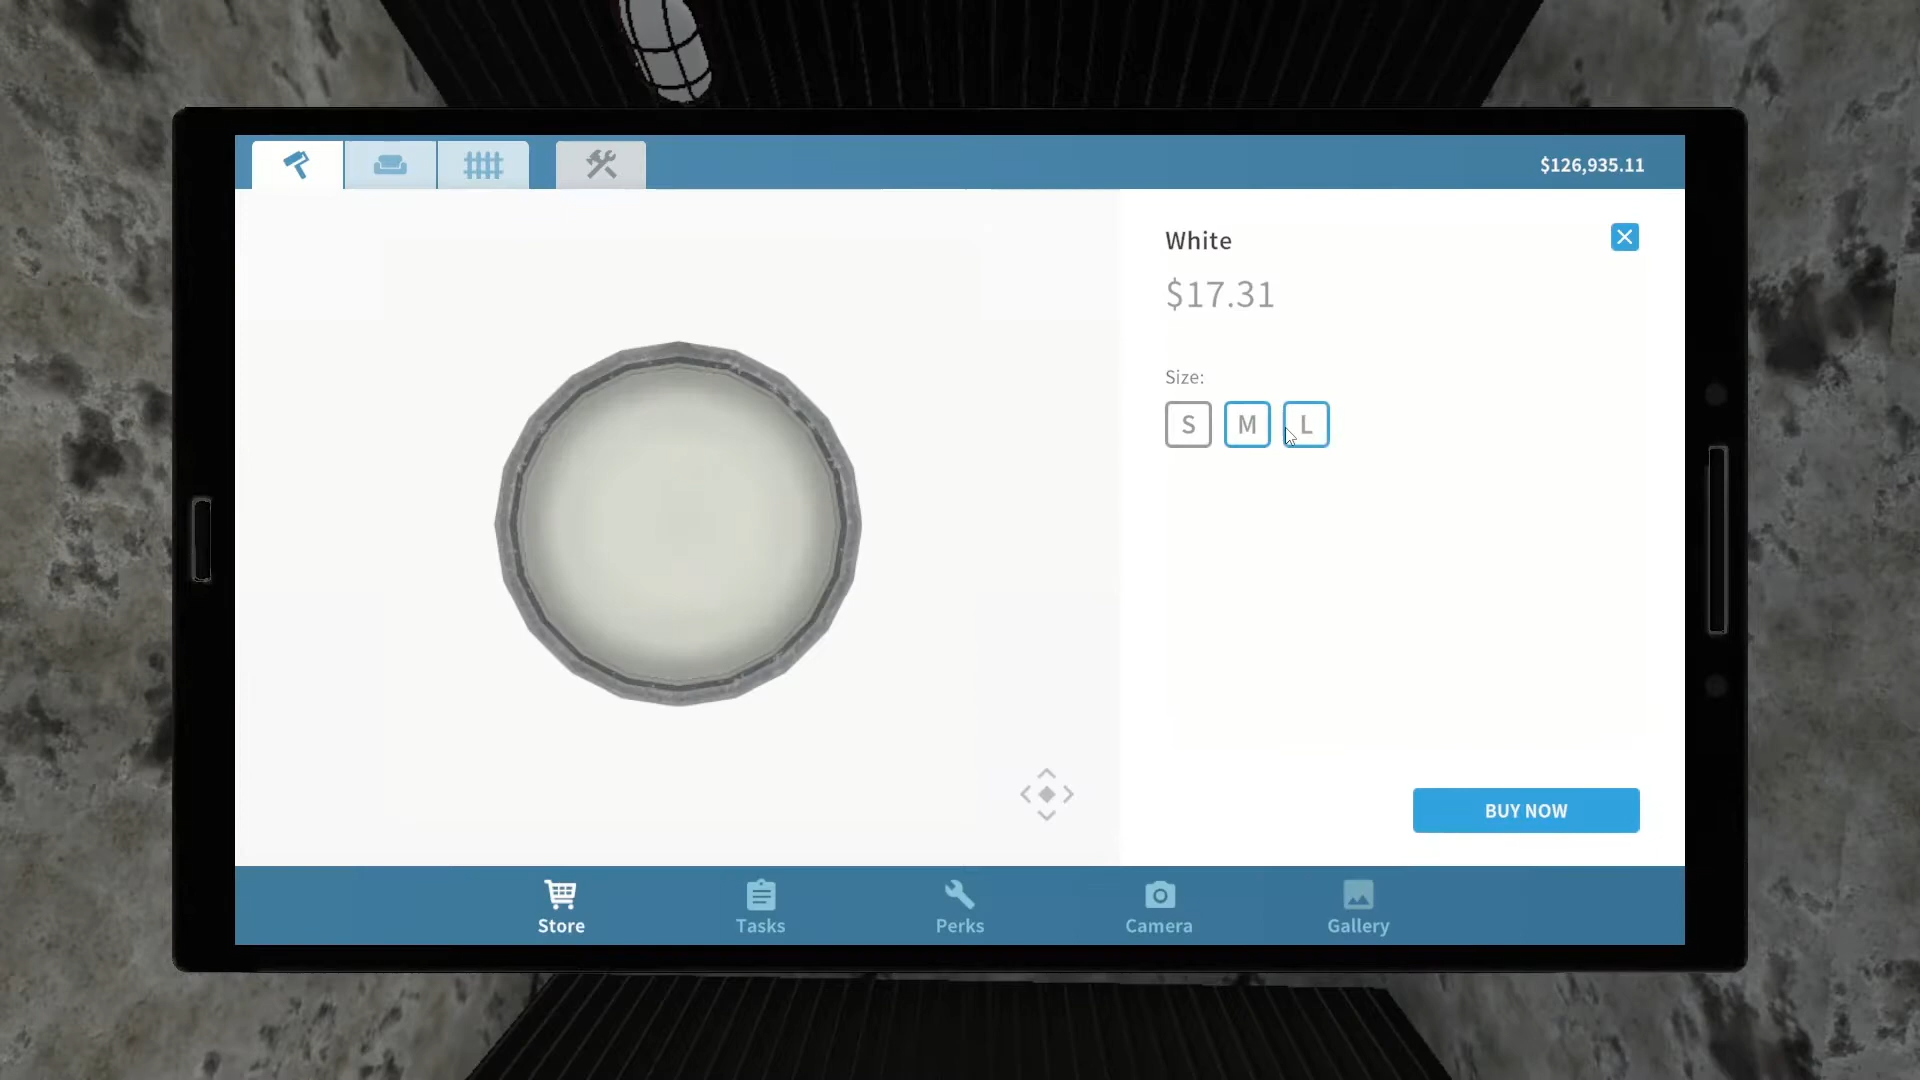 $126,935.11
White
$17.31
Size:
S M L
BUY NOW
Store Tasks Perks Camera Gallery